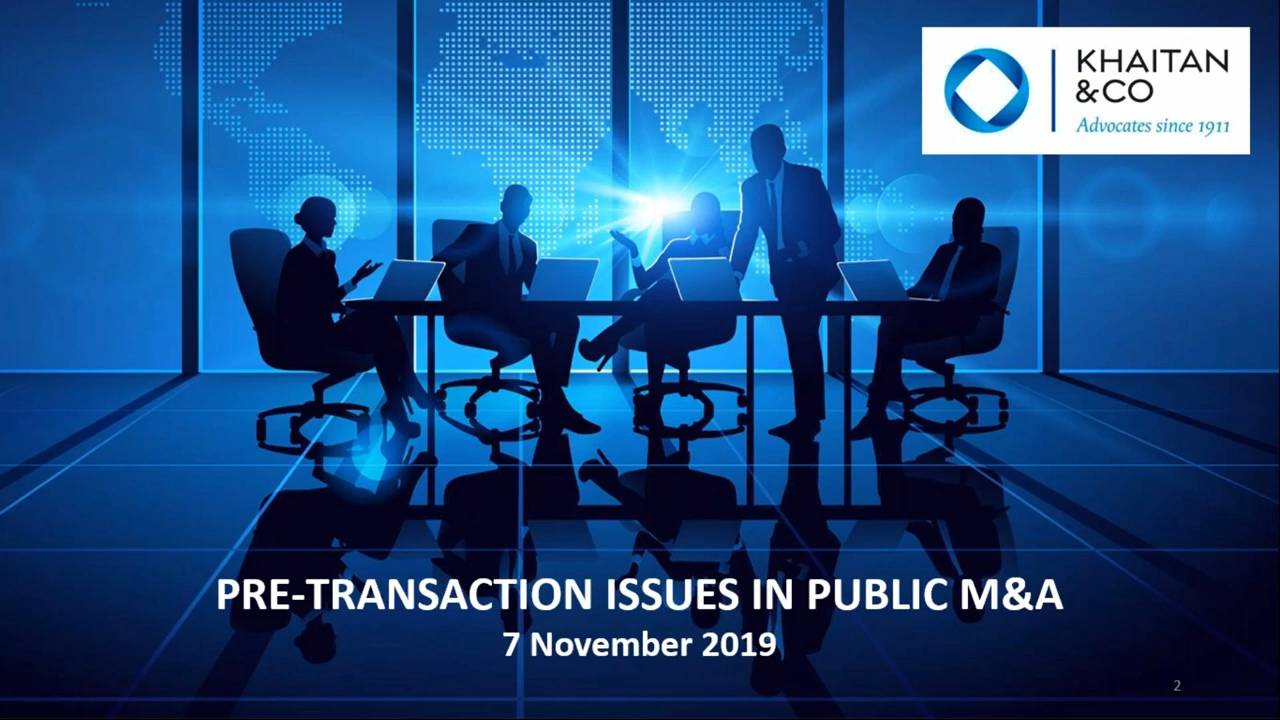 KHAITAN
&CO
Advocates since 1911
PRE-TRANSACTION ISSUES IN PUBLIC M&A
7 November 2019
2